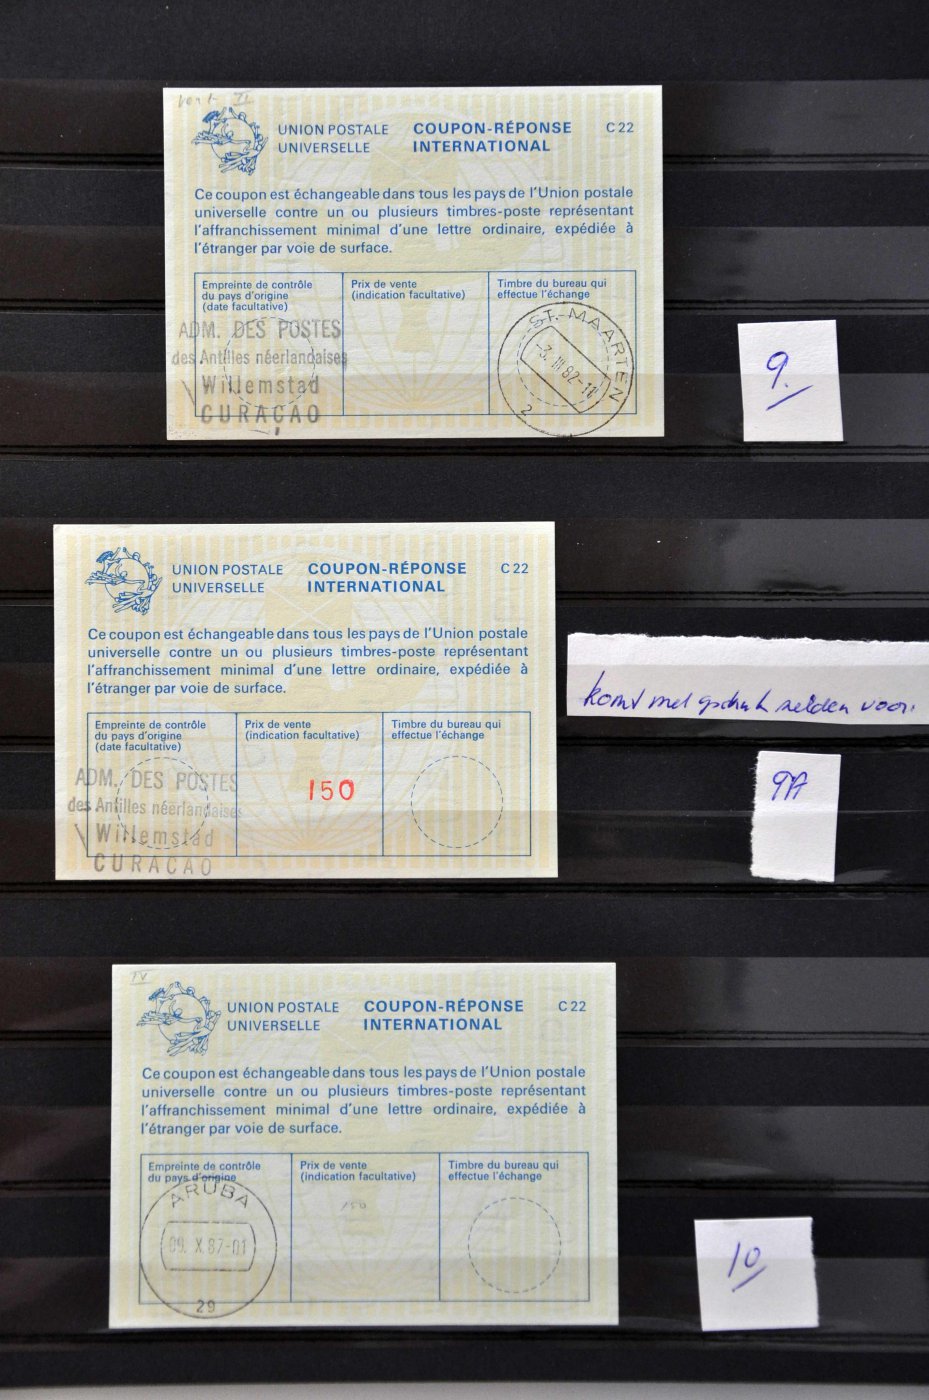 vert II
UNION POSTALE
UNIVERSELLE
COUPON-RÉPONSE
INTERNATIONAL
C 22
Ce coupon est échangeable dans tous les pays de l'Union postale
universelle contre un ou plusieurs timbres-poste représentant
l'affranchissement minimal d'une lettre ordinaire, expédiée à
l'étranger par voie de surface.
Empreinte de contrôle
du pays d'origine
(date facultative)
Prix de vente
(indication facultative)
Timbre du bureau qui
effectue l'échange
ADM. DES POSTES
des Antilles néerlandaises
Willemstad
CURAÇAO
ST.-MAARTEN
-3. III 82-
2
9.
UNION POSTALE
UNIVERSELLE
COUPON-RÉPONSE
INTERNATIONAL
C 22
Ce coupon est échangeable dans tous les pays de l'Union postale
universelle contre un ou plusieurs timbres-poste représentant
l'affranchissement minimal d'une lettre ordinaire, expédiée à
l'étranger par voie de surface.
Empreinte de contrôle
du pays d'origine
(date facultative)
Prix de vente
(indication facultative)
Timbre du bureau qui
effectue l'échange
ADM. DES POSTES
des Antilles néerlandaises
Willemstad
CURAÇAO
150
komt met zelden voor.
9A
IV
UNION POSTALE
UNIVERSELLE
COUPON-RÉPONSE
INTERNATIONAL
C 22
Ce coupon est échangeable dans tous les pays de l'Union postale
universelle contre un ou plusieurs timbres-poste représentant
l'affranchissement minimal d'une lettre ordinaire, expédiée à
l'étranger par voie de surface.
Empreinte de contrôle
du pays d'origine
Prix de vente
(indication facultative)
Timbre du bureau qui
effectue l'échange
ARUBA
09. X.87-01
29
150
10